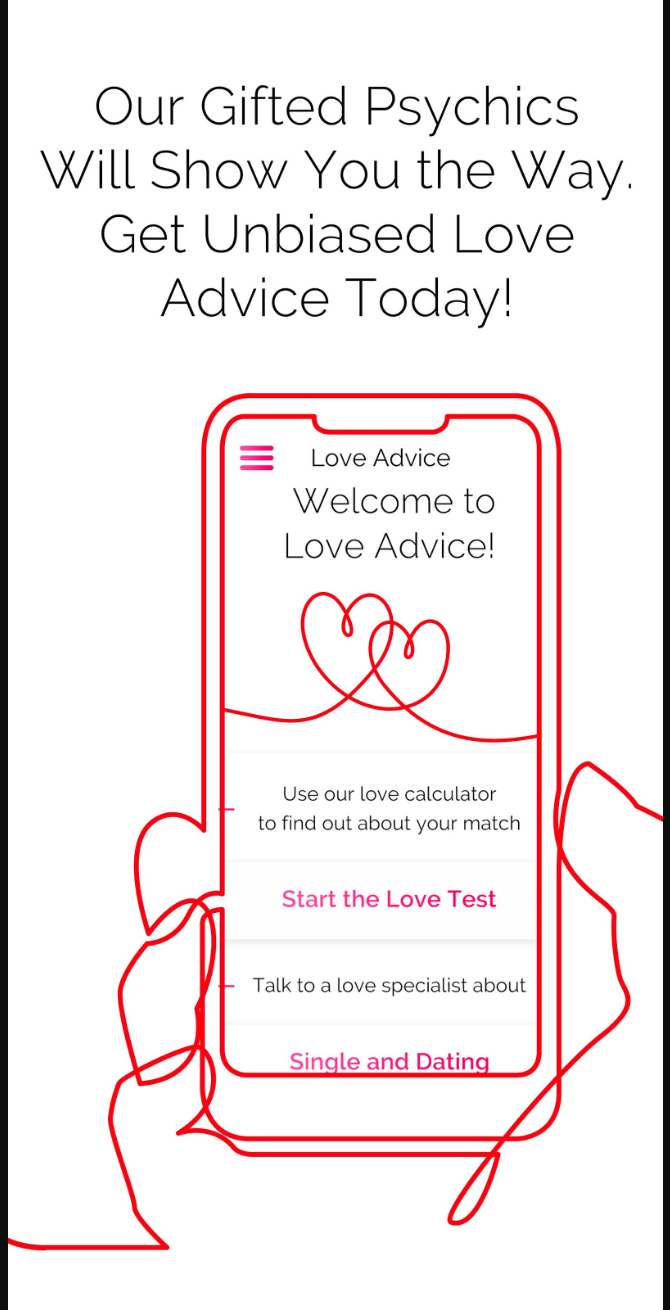 Our Gifted Psychics
Will Show You the Way.
Get Unbiased Love
Advice Today!
Love Advice
Welcome to
Love Advice!
Use our love calculator
to find out about your match
Start the Love Test
Talk to a love specialist about
Single and Dating